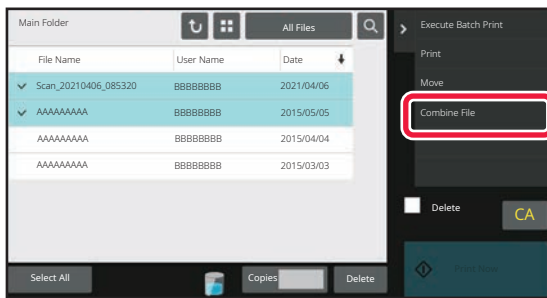 Main Folder
All Files
File Name User Name Date
Scan_20210406_085320 BBBBBBBB 2021/04/06
AAAAAAAAA BBBBBBBB 2015/05/05
AAAAAAAAA BBBBBBBB 2015/04/04
AAAAAAAAA BBBBBBBB 2015/03/03
Select All
Copies
Delete
Execute Batch Print
Print
Move
Combine File
Delete
CA
Print Now